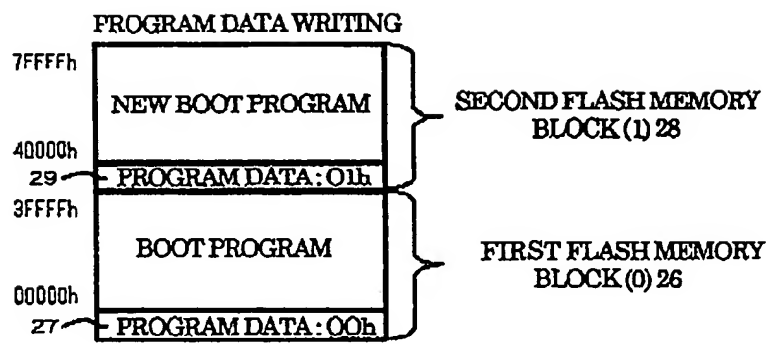 PROGRAM DATA WRITING
7FFFFh
NEW BOOT PROGRAM
SECOND FLASH MEMORY
BLOCK (1) 28
40000h
29
PROGRAM DATA : 01h
3FFFFh
BOOT PROGRAM
FIRST FLASH MEMORY
BLOCK (0) 26
00000h
27
PROGRAM DATA : 00h